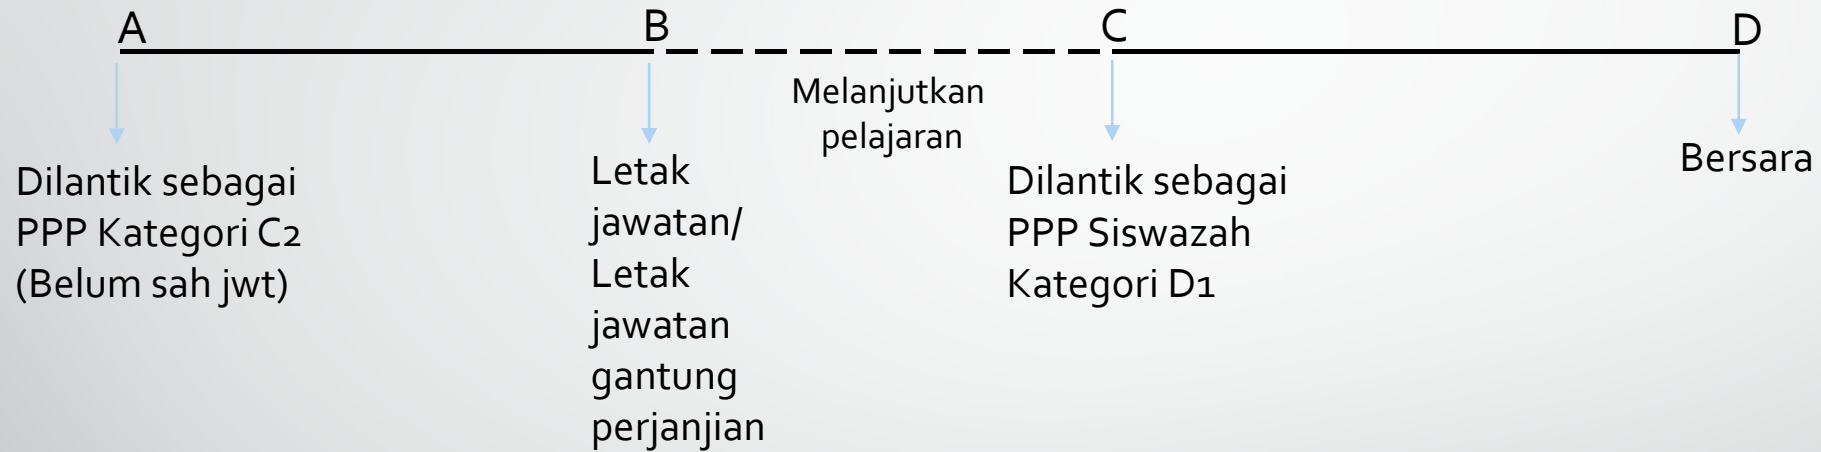 A
B
C
D
Melanjutkan
pelajaran
Dilantik sebagai
PPP Kategori C2
(Belum sah jwt)
Letak
jawatan/
Letak
jawatan
gantung
perjanjian
Dilantik sebagai
PPP Siswazah
Kategori D1
Bersara